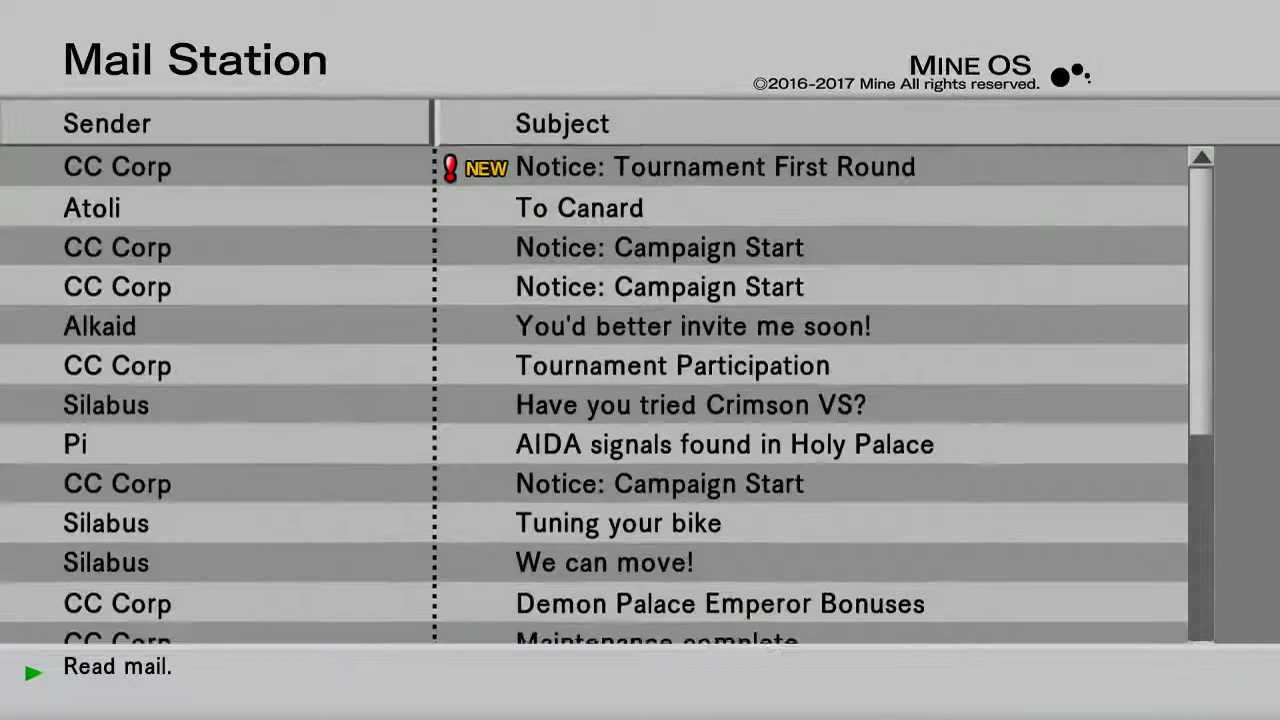 Mail Station
MINE OS
©2016-2017 Mine All rights reserved.
Sender Subject
CC Corp NEW Notice: Tournament First Round
Atoli To Canard
CC Corp Notice: Campaign Start
CC Corp Notice: Campaign Start
Alkaid You'd better invite me soon!
CC Corp Tournament Participation
Silabus Have you tried Crimson VS?
Pi AIDA signals found in Holy Palace
CC Corp Notice: Campaign Start
Silabus Tuning your bike
Silabus We can move!
CC Corp Demon Palace Emperor Bonuses
CC Corp Maintenance complete
Read mail.